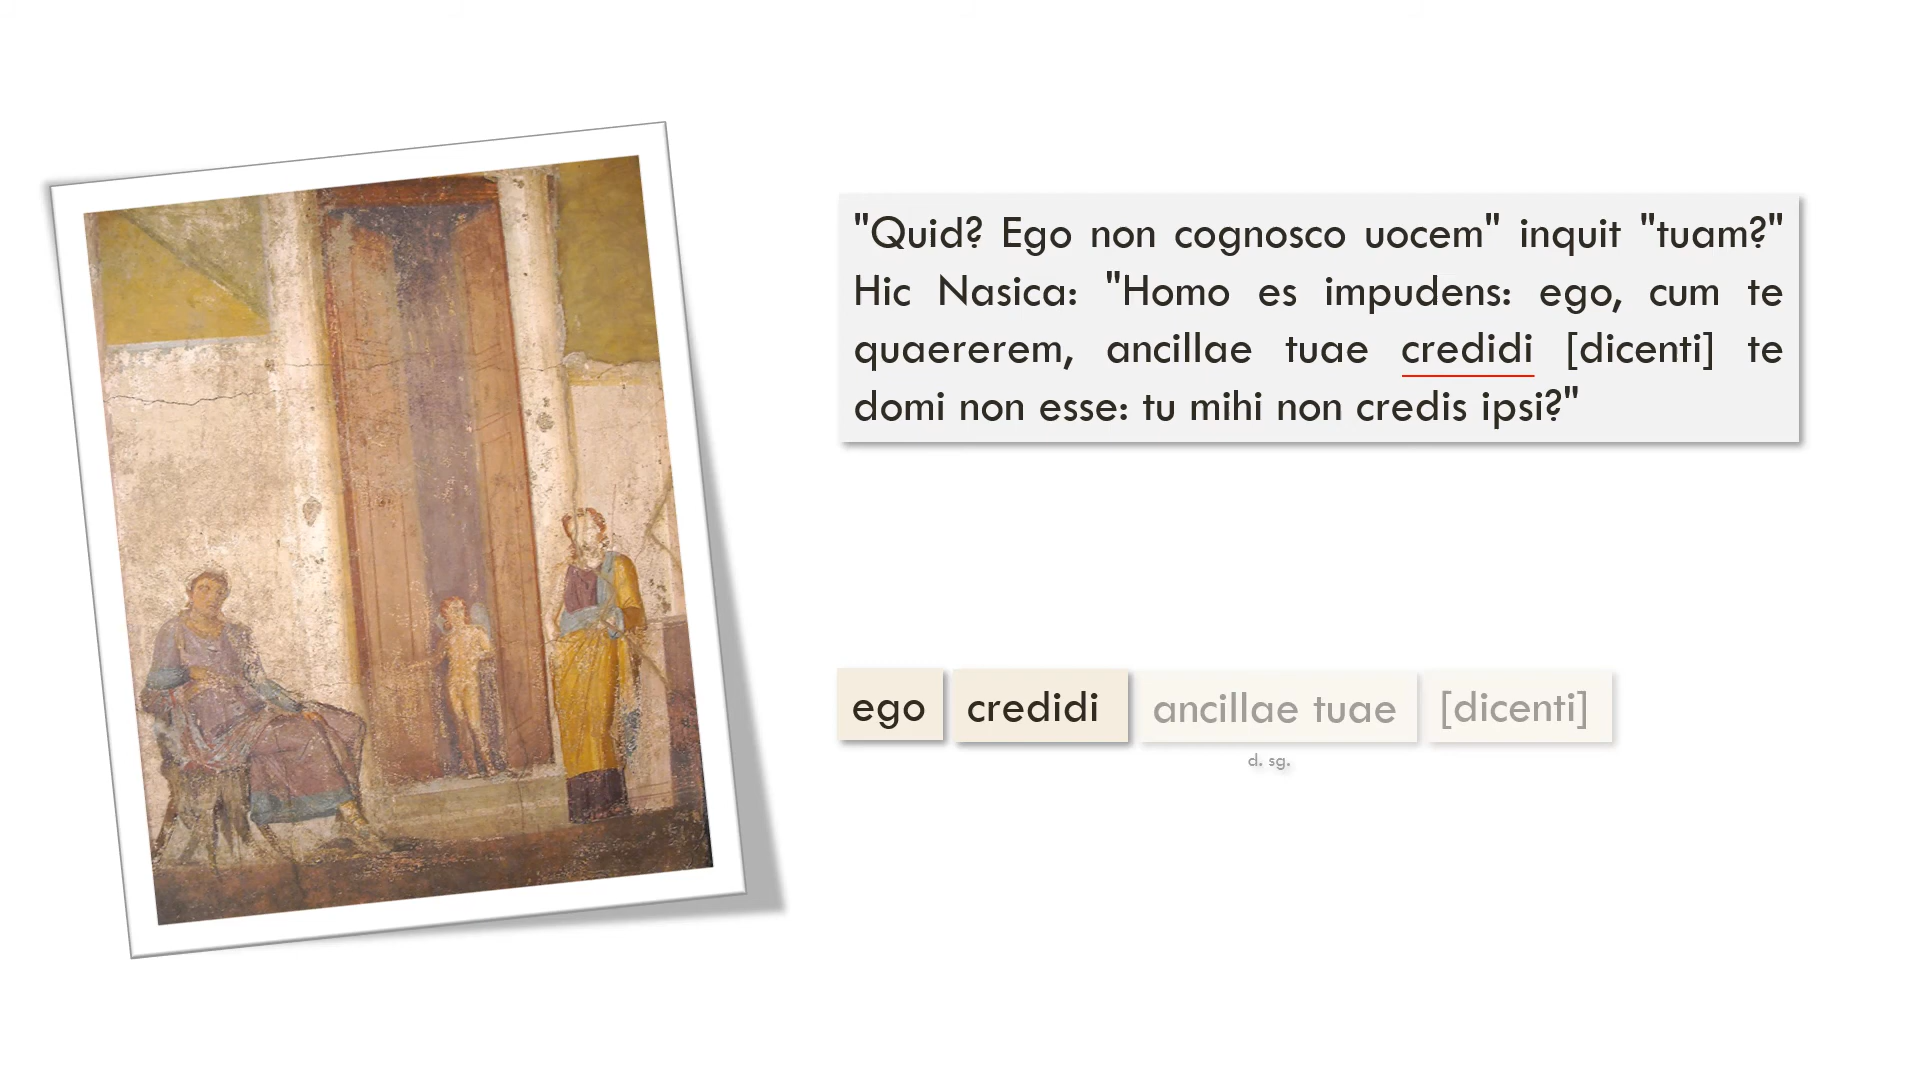 "Quid? Ego non cognosco uocem" inquit "tuam?"
Hic Nasica: "Homo es impudens: ego, cum te
quaererem, ancillae tuae credidi [dicenti] te
domi non esse: tu mihi non credis ipsi?"
ego credidi ancillae tuae [dicenti]
d. sg.